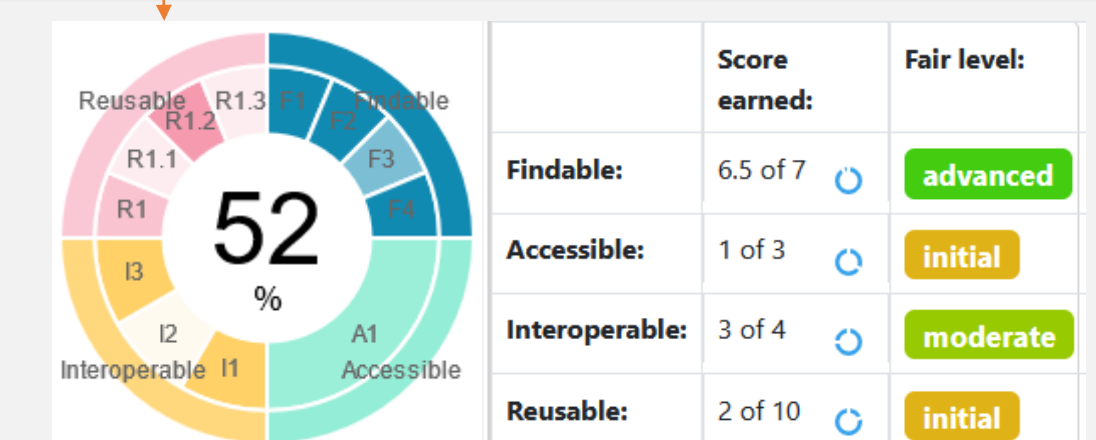 Reusable
R1.3
F1
Findable
R1.2
F2
R1.1
F3
R1
F4
52
%
I3
I2
A1
Interoperable
I1
Accessible
Score earned:
Fair level:
Findable:
6.5 of 7
advanced
Accessible:
1 of 3
initial
Interoperable:
3 of 4
moderate
Reusable:
2 of 10
initial